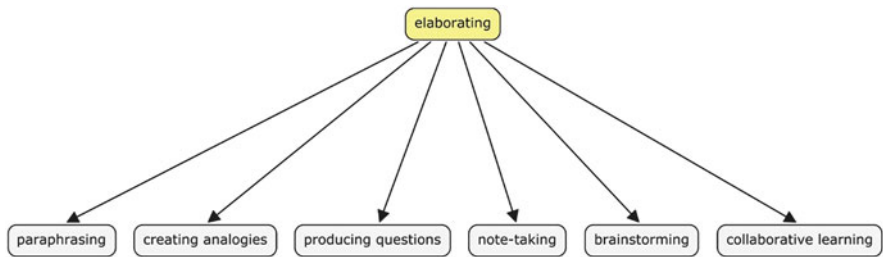 elaborating
paraphrasing
creating analogies
producing questions
note-taking
brainstorming
collaborative learning